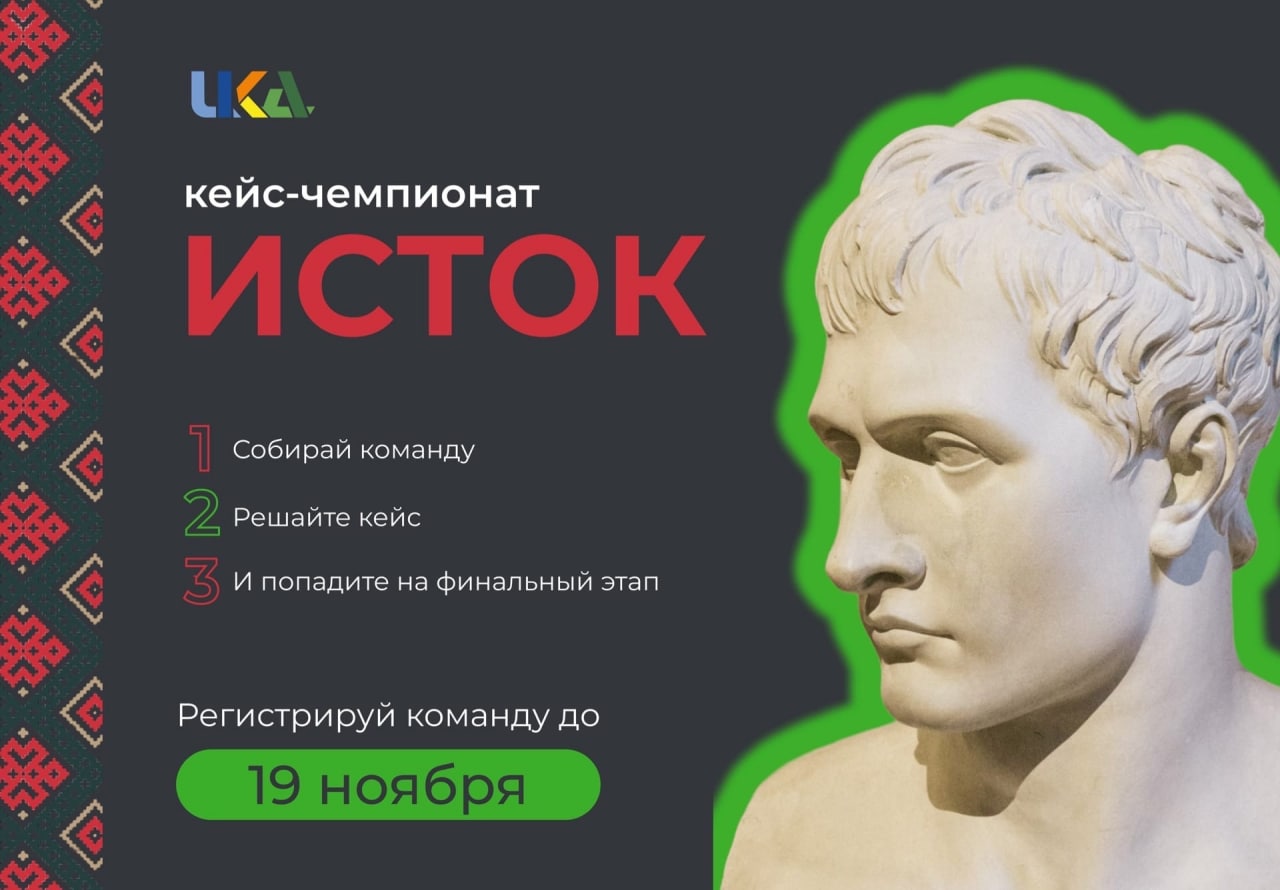 ЦКА
кейс-чемпионат
ИСТОК
1 Собирай команду
2 Решайте кейс
3 И попадите на финальный этап
Регистрируй команду до
19 ноября